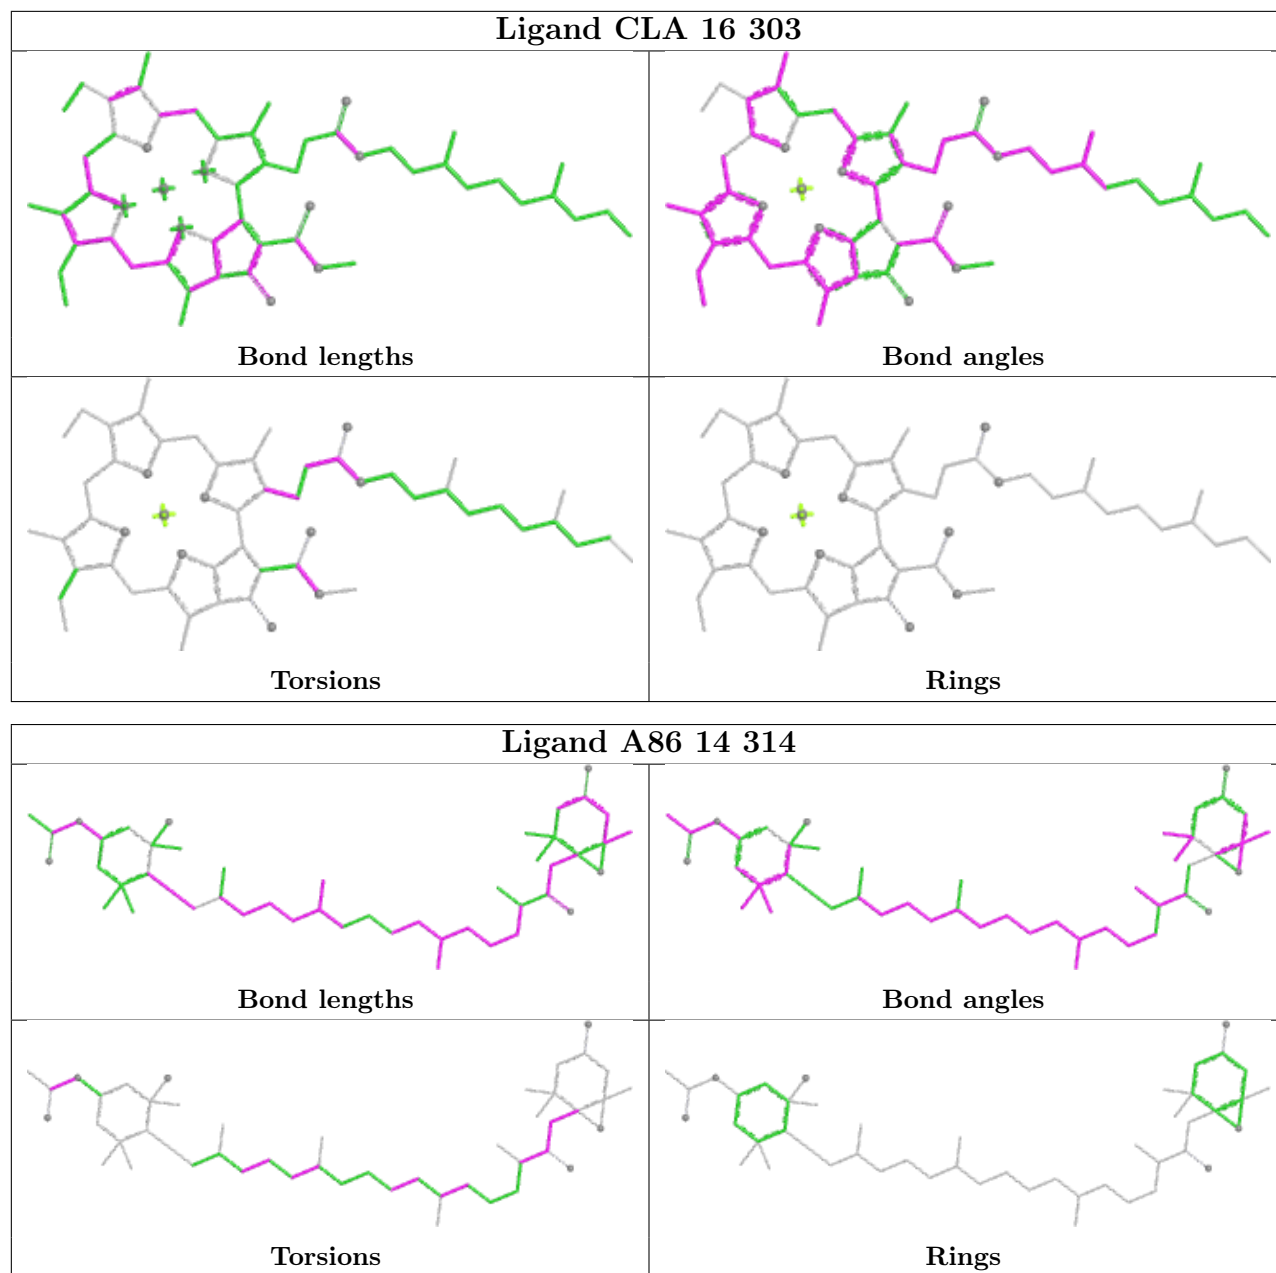 Ligand CLA 16 303
Bond lengths
Bond angles
Torsions
Rings
Ligand A86 14 314
Bond lengths
Bond angles
Torsions
Rings